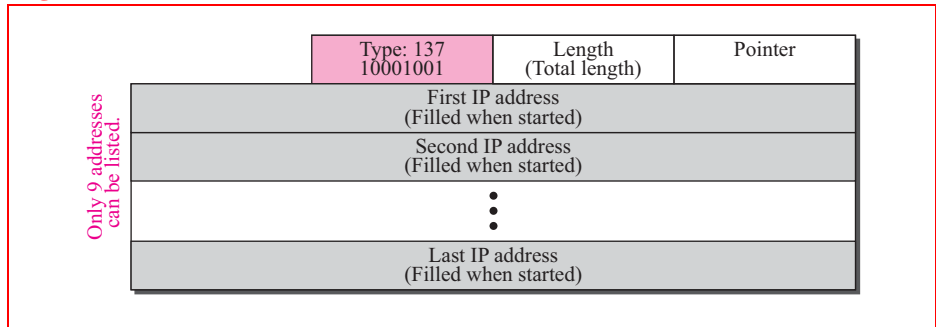 Type: 137
10001001
Length
(Total length)
Pointer
Only 9 addresses
can be listed.
First IP address
(Filled when started)
Second IP address
(Filled when started)
Last IP address
(Filled when started)